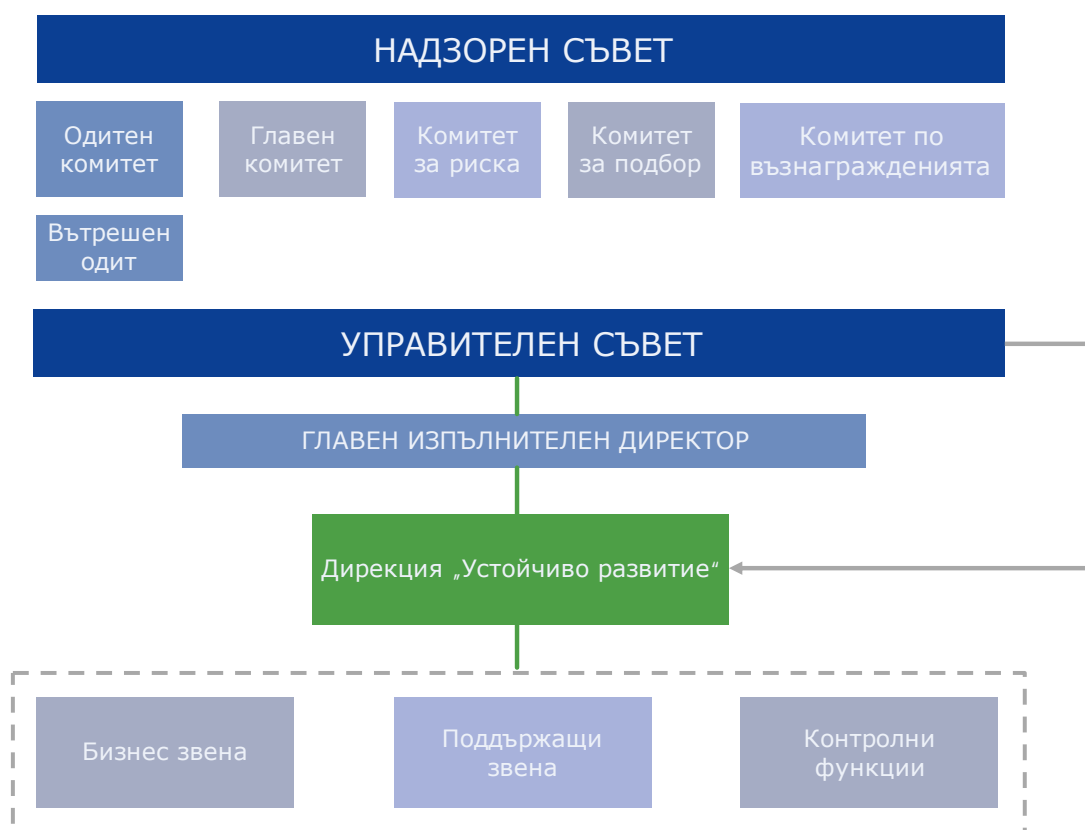 НАДЗОРЕН СЪВЕТ
Одитен
комитет
Главен
комитет
Комитет
за риска
Комитет
за подбор
Комитет по
възнагражденията
Вътрешен
одит
УПРАВИТЕЛЕН СЪВЕТ
ГЛАВЕН ИЗПЪЛНИТЕЛЕН ДИРЕКТОР
Дирекция „Устойчиво развитие“
Бизнес звена
Поддържащи
звена
Контролни
функции